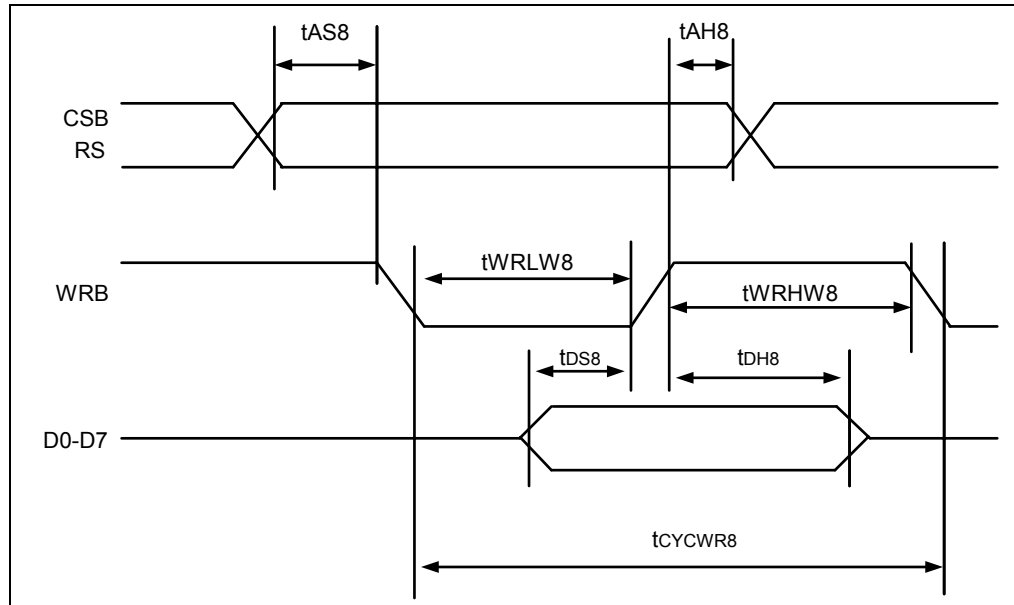 tAS8
tAH8
CSB
RS
tWRLW8
WRB
tWRHW8
tDS8
tDH8
D0-D7
tCYCWR8